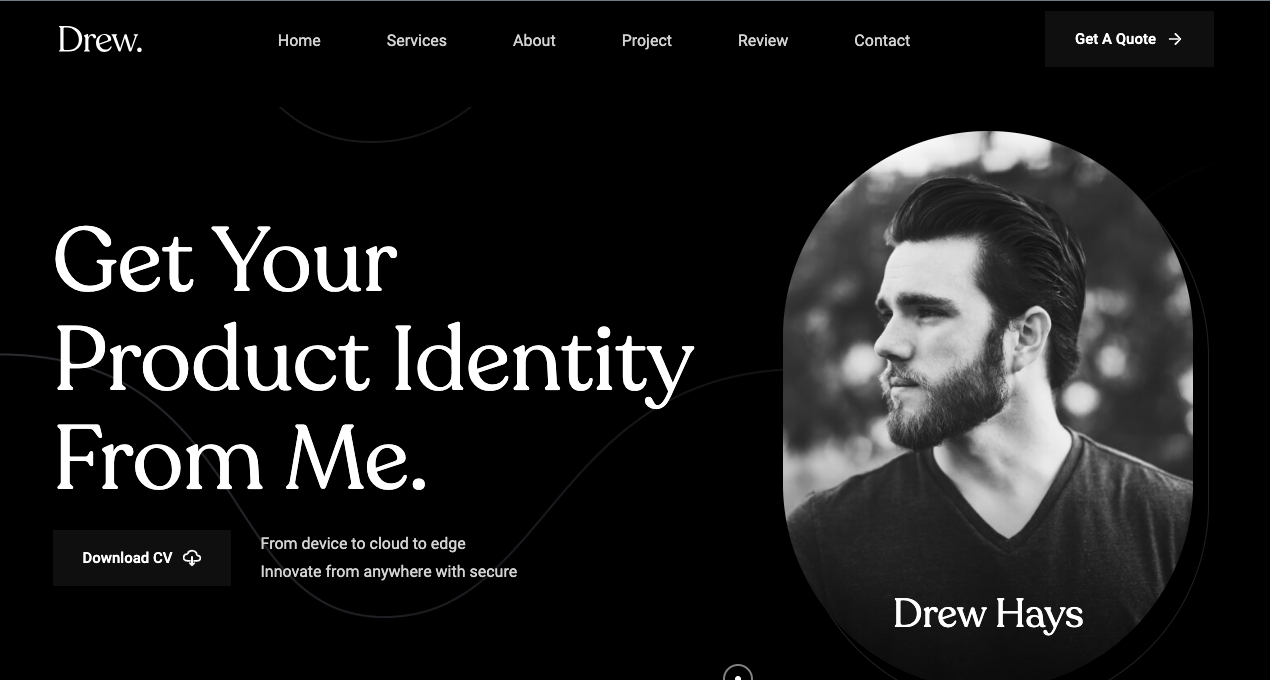 Drew.
Home Services About Project Review Contact
Get A Quote
Get Your
Product Identity
From Me.
Download CV
From device to cloud to edge
Innovate from anywhere with secure
Drew Hays